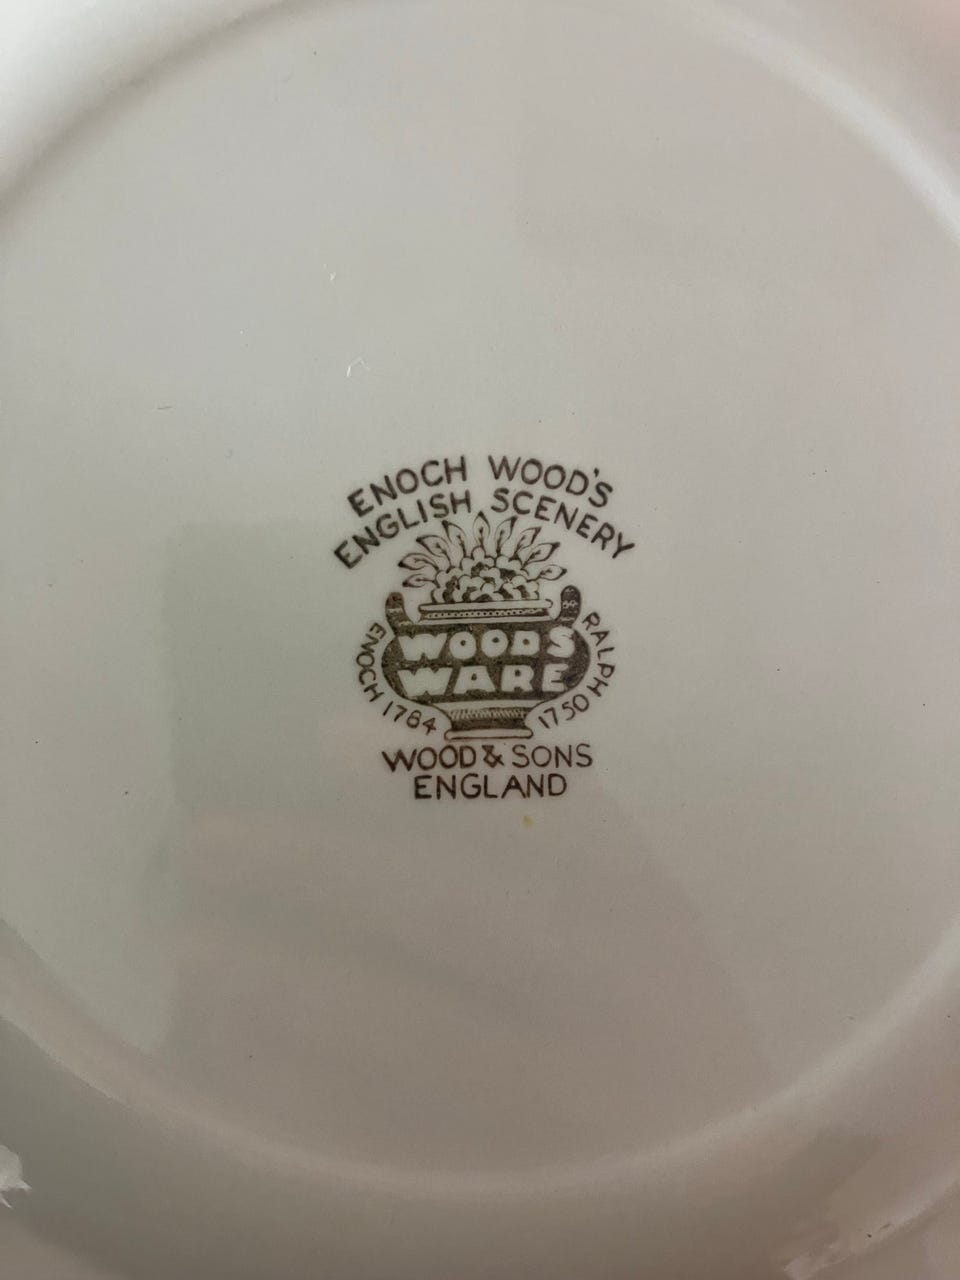 ENOCH WOOD'S
ENGLISH SCENERY
WOODS
WARE
ENOCH 1784
RALPH 1750
WOOD & SONS
ENGLAND